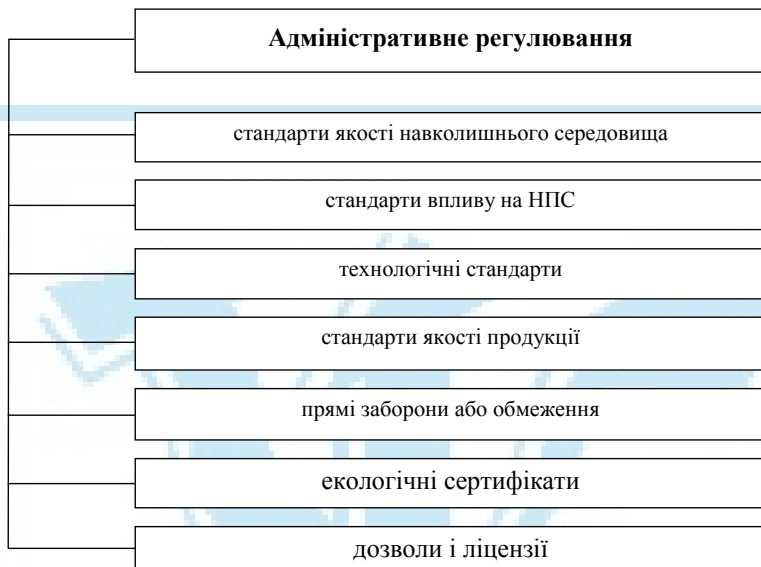 Адміністративне регулювання
стандарти якості навколишнього середовища
стандарти впливу на НПС
технологічні стандарти
стандарти якості продукції
прямі заборони або обмеження
екологічні сертифікати
дозволи і ліцензії